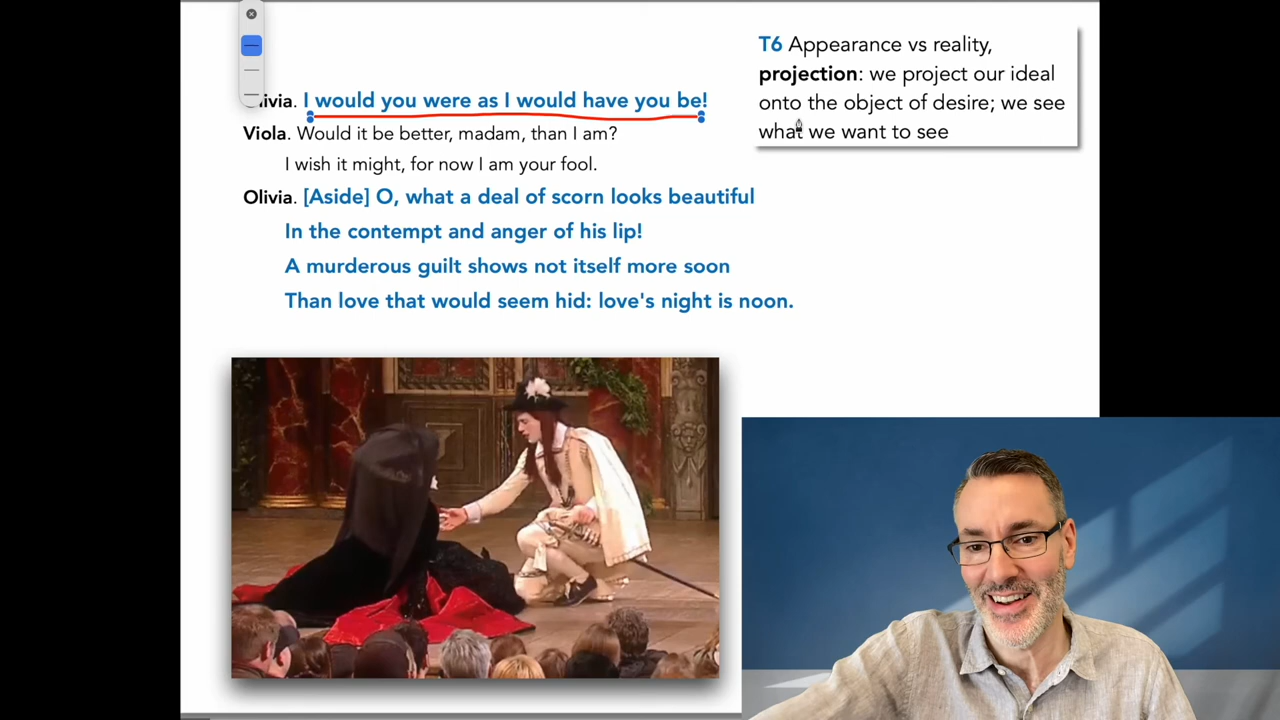 livia. I would you were as I would have you be!
Viola. Would it be better, madam, than I am?
I wish it might, for now I am your fool.
Olivia. [Aside] O, what a deal of scorn looks beautiful
In the contempt and anger of his lip!
A murderous guilt shows not itself more soon
Than love that would seem hid: love's night is noon.
T6 Appearance vs reality,
projection: we project our ideal
onto the object of desire; we see
what we want to see